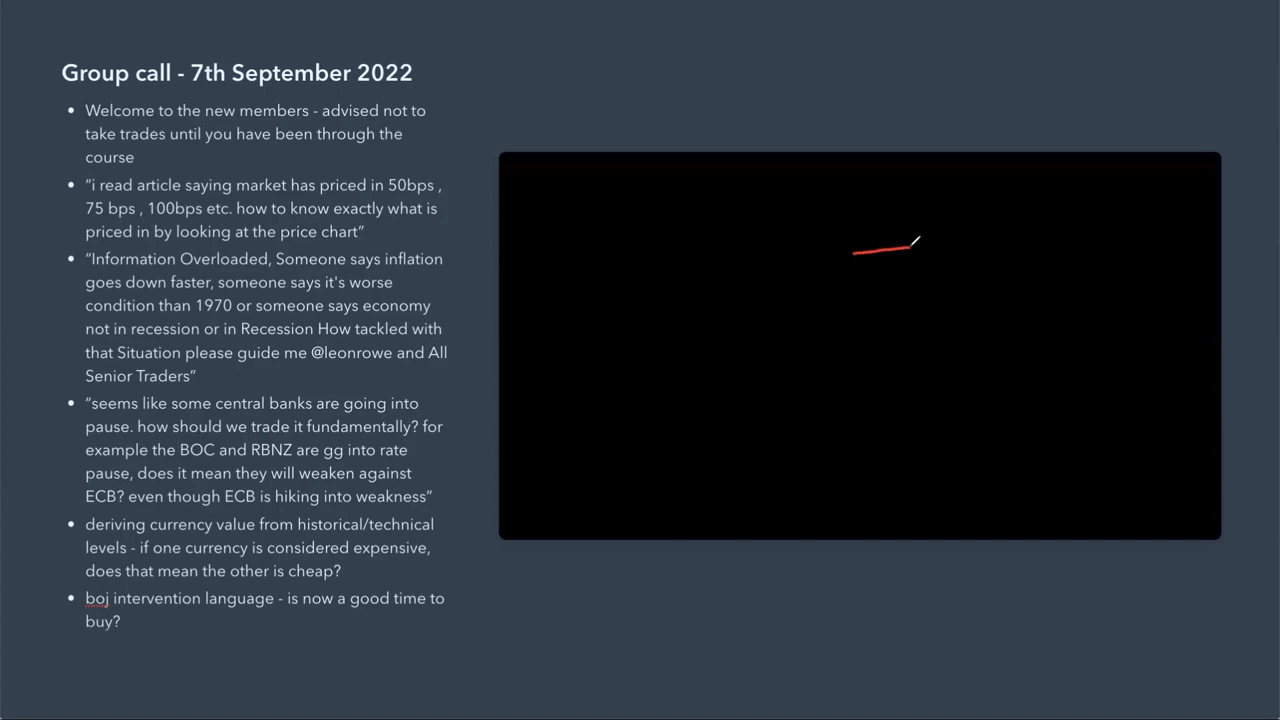 Group call - 7th September 2022
• Welcome to the new members - advised not to
take trades until you have been through the
course
• “i read article saying market has priced in 50bps ,
75 bps , 100bps etc. how to know exactly what is
priced in by looking at the price chart”
• “Information Overloaded, Someone says inflation
goes down faster, someone says it's worse
condition than 1970 or someone says economy
not in recession or in Recession How tackled with
that Situation please guide me @leonrowe and All
Senior Traders”
• “seems like some central banks are going into
pause. how should we trade it fundamentally? for
example the BOC and RBNZ are gg into rate
pause, does it mean they will weaken against
ECB? even though ECB is hiking into weakness”
• deriving currency value from historical/technical
levels - if one currency is considered expensive,
does that mean the other is cheap?
• boj intervention language - is now a good time to
buy?